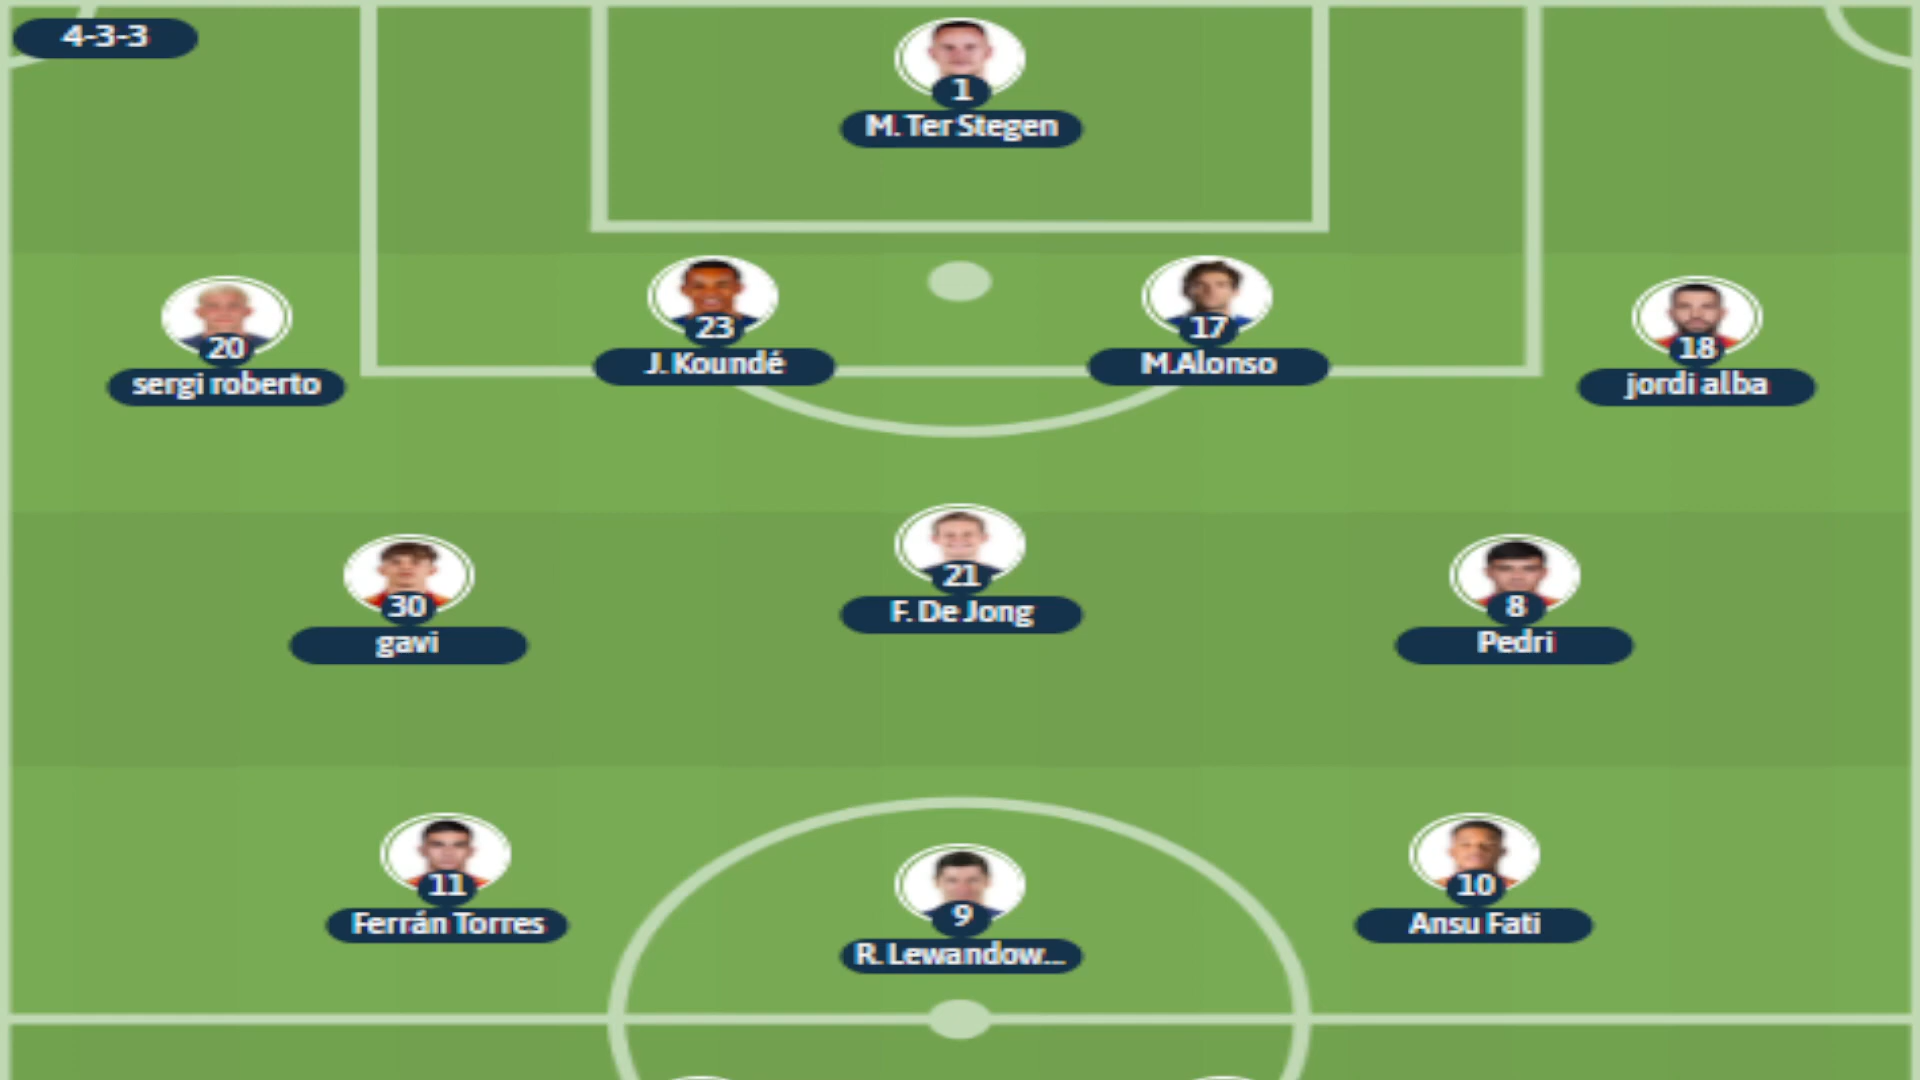 4-3-3
1
M. Ter Stegen
20
sergi roberto
23
J. Koundé
17
M.Alonso
18
jordi alba
30
gavi
21
F. De Jong
8
Pedri
11
Ferrán Torres
9
R. Lewandow...
10
Ansu Fati